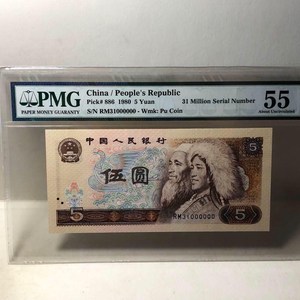 PMG
PAPER MONEY GUARANTY
China / People's Republic
Pick# 886 1980 5 Yuan
31 Million Serial Number
S/N RM31000000 - Wmk: Pu Coin
55
About Uncirculated
中国人民银行
5
伍圆
RM31000000
5
5